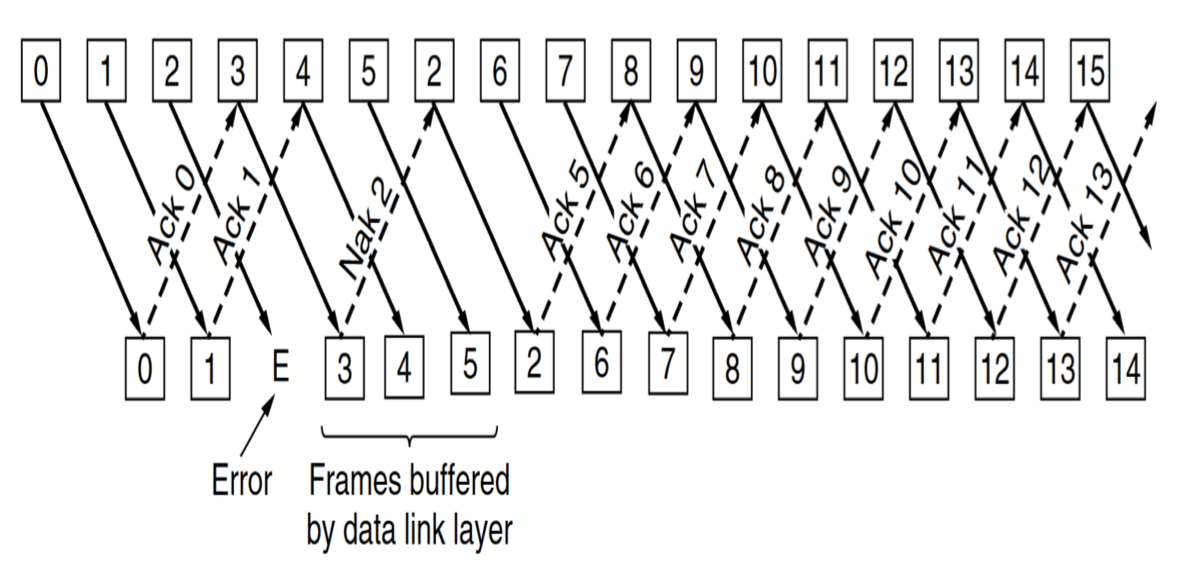 0 1 2 3 4 5 2 6 7 8 9 10 11 12 13 14 15
Ack 0 Ack 1 Nak 2 Ack 5 Ack 6 Ack 7 Ack 8 Ack 9 Ack 10 Ack 11 Ack 12 Ack 13
0 1 E 3 4 5 2 6 7 8 9 10 11 12 13 14
Error Frames buffered
by data link layer